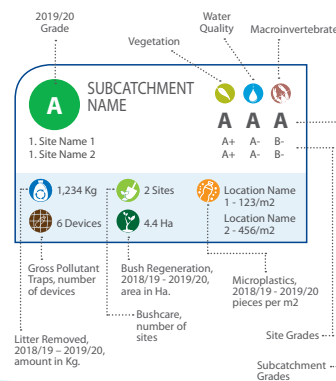 2019/20
Grade
Vegetation
Water
Quality
Macroinvertebrate
A
SUBCATCHMENT
NAME
A A A
1. Site Name 1 A+ A- B-
1. Site Name 2 A+ A- B-
1,234 Kg
2 Sites
Location Name
1 - 123/m2
6 Devices
4.4 Ha
Location Name
2 - 456/m2
Gross Pollutant
Traps, number
of devices
Bush Regeneration,
2018/19 - 2019/20,
area in Ha.
Microplastics,
2018/19 - 2019/20
pieces per m2
Bushcare,
number of
sites
Litter Removed,
2018/19 – 2019/20,
amount in Kg.
Site Grades
Subcatchment
Grades